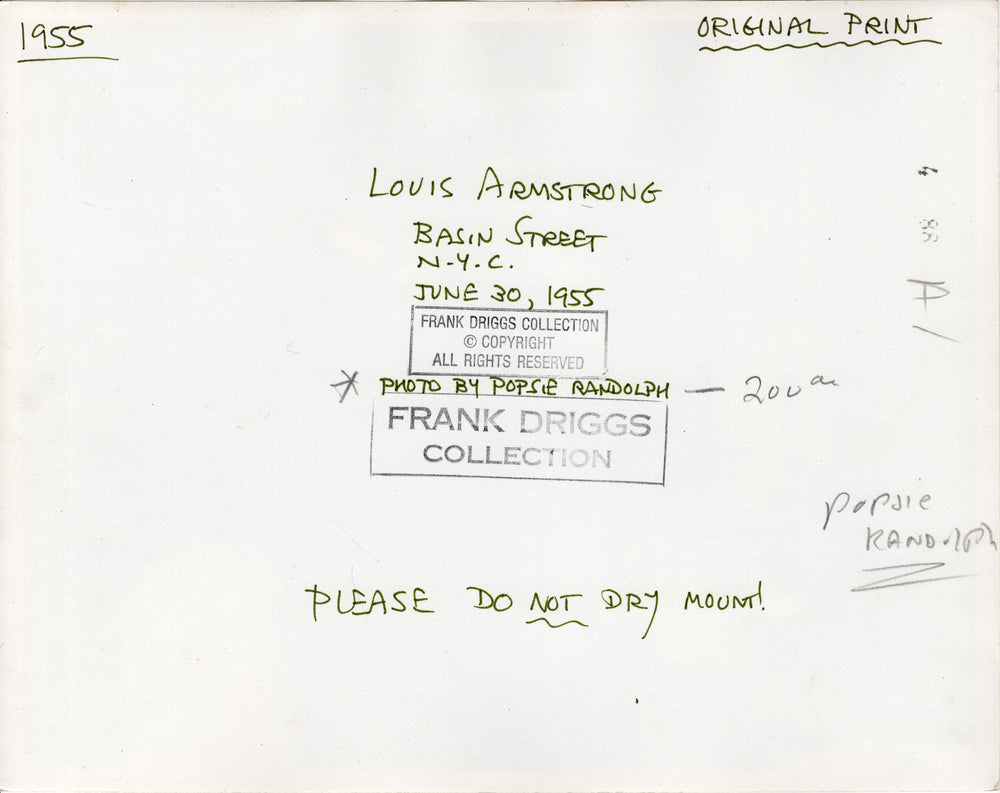 1955
ORIGINAL PRINT
LOUIS ARMSTRONG
BASIN STREET
N.Y.C.
JUNE 30, 1955
FRANK DRIGGS COLLECTION
© COPYRIGHT
ALL RIGHTS RESERVED
* PHOTO BY POPSIE RANDOLPH — 200
FRANK DRIGGS
COLLECTION
POPSIE
RANDOLPH
PLEASE DO NOT DRY MOUNT!